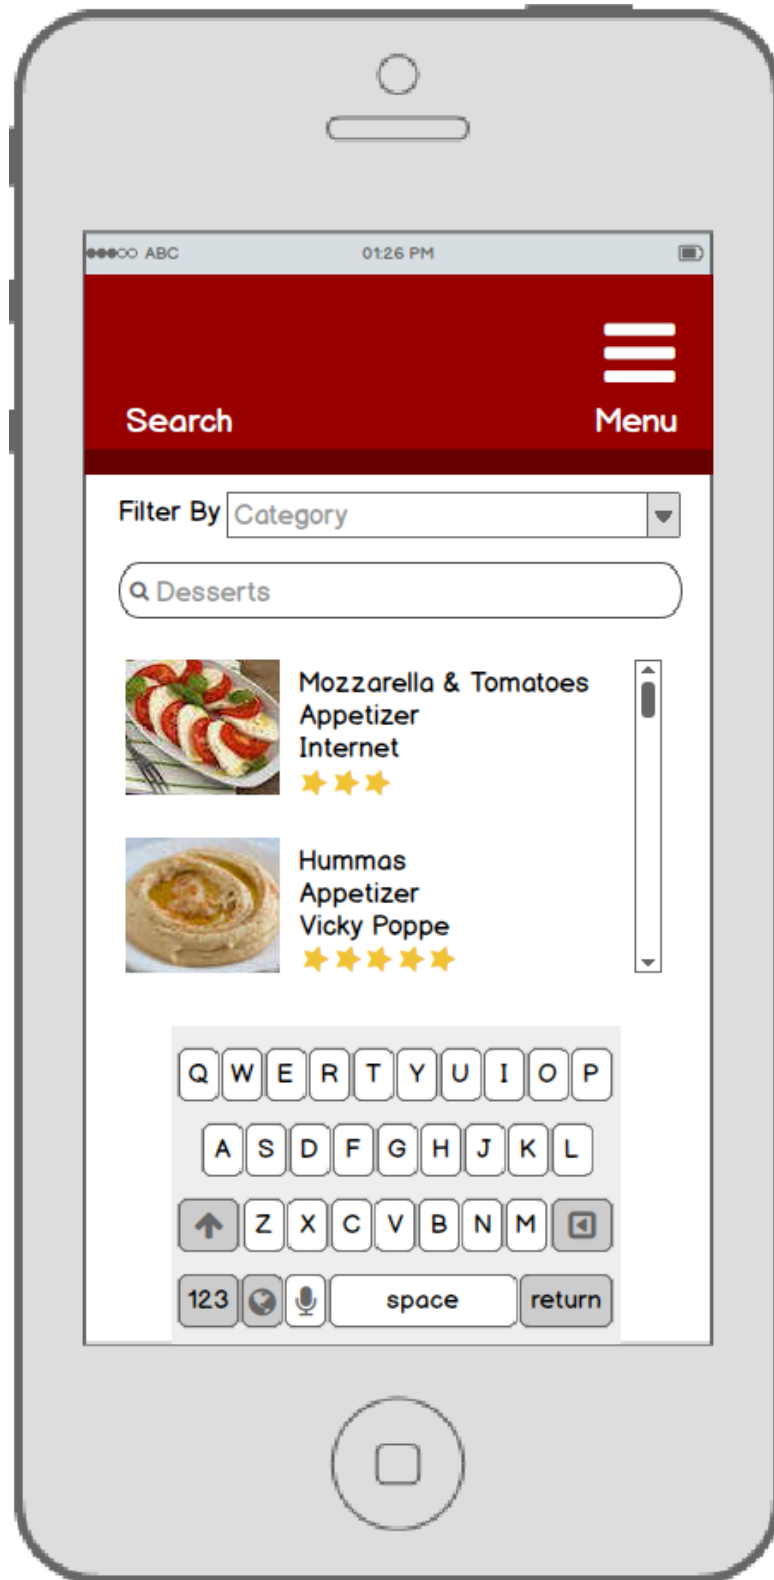 ABC 01:26 PM
Search Menu
Filter By Category
Desserts
Mozzarella & Tomatoes
Appetizer
Internet
Hummas
Appetizer
Vicky Poppe
Q W E R T Y U I O P
A S D F G H J K L
Z X C V B N M
123 space return